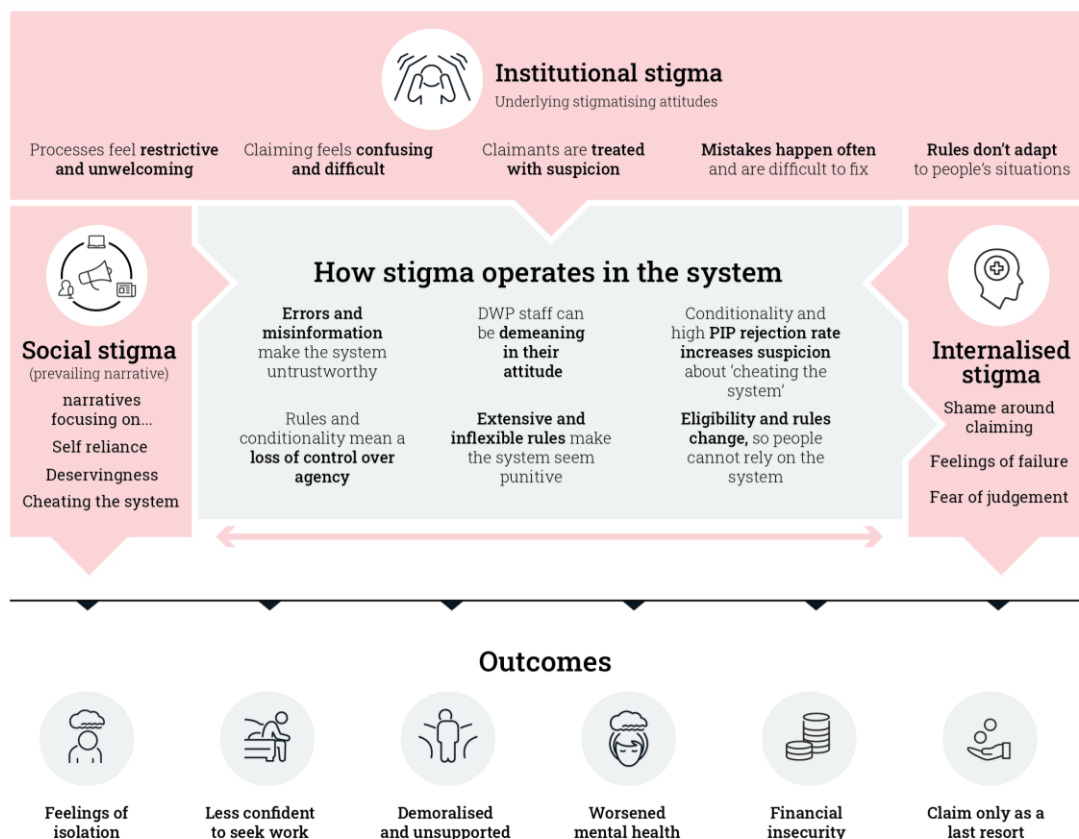 Institutional stigma
Underlying stigmatising attitudes
Processes feel restrictive
and unwelcoming
Claiming feels confusing
and difficult
Claimants are treated
with suspicion
Mistakes happen often
and are difficult to fix
Rules don't adapt
to people's situations
Social stigma
(prevailing narrative)
narratives
focusing on...
Self reliance
Deservingness
Cheating the system
How stigma operates in the system
Errors and
misinformation
make the system
untrustworthy
DWP staff can
be demeaning
in their
attitude
Conditionality and
high PIP rejection rate
increases suspicion
about ‘cheating the
system’
Rules and
conditionality mean a
loss of control over
agency
Extensive and
inflexible rules make
the system seem
punitive
Eligibility and rules
change, so people
cannot rely on the
system
Internalised
stigma
Shame around
claiming
Feelings of failure
Fear of judgement
Outcomes
Feelings of
isolation
Less confident
to seek work
Demoralised
and unsupported
Worsened
mental health
Financial
insecurity
Claim only as a
last resort